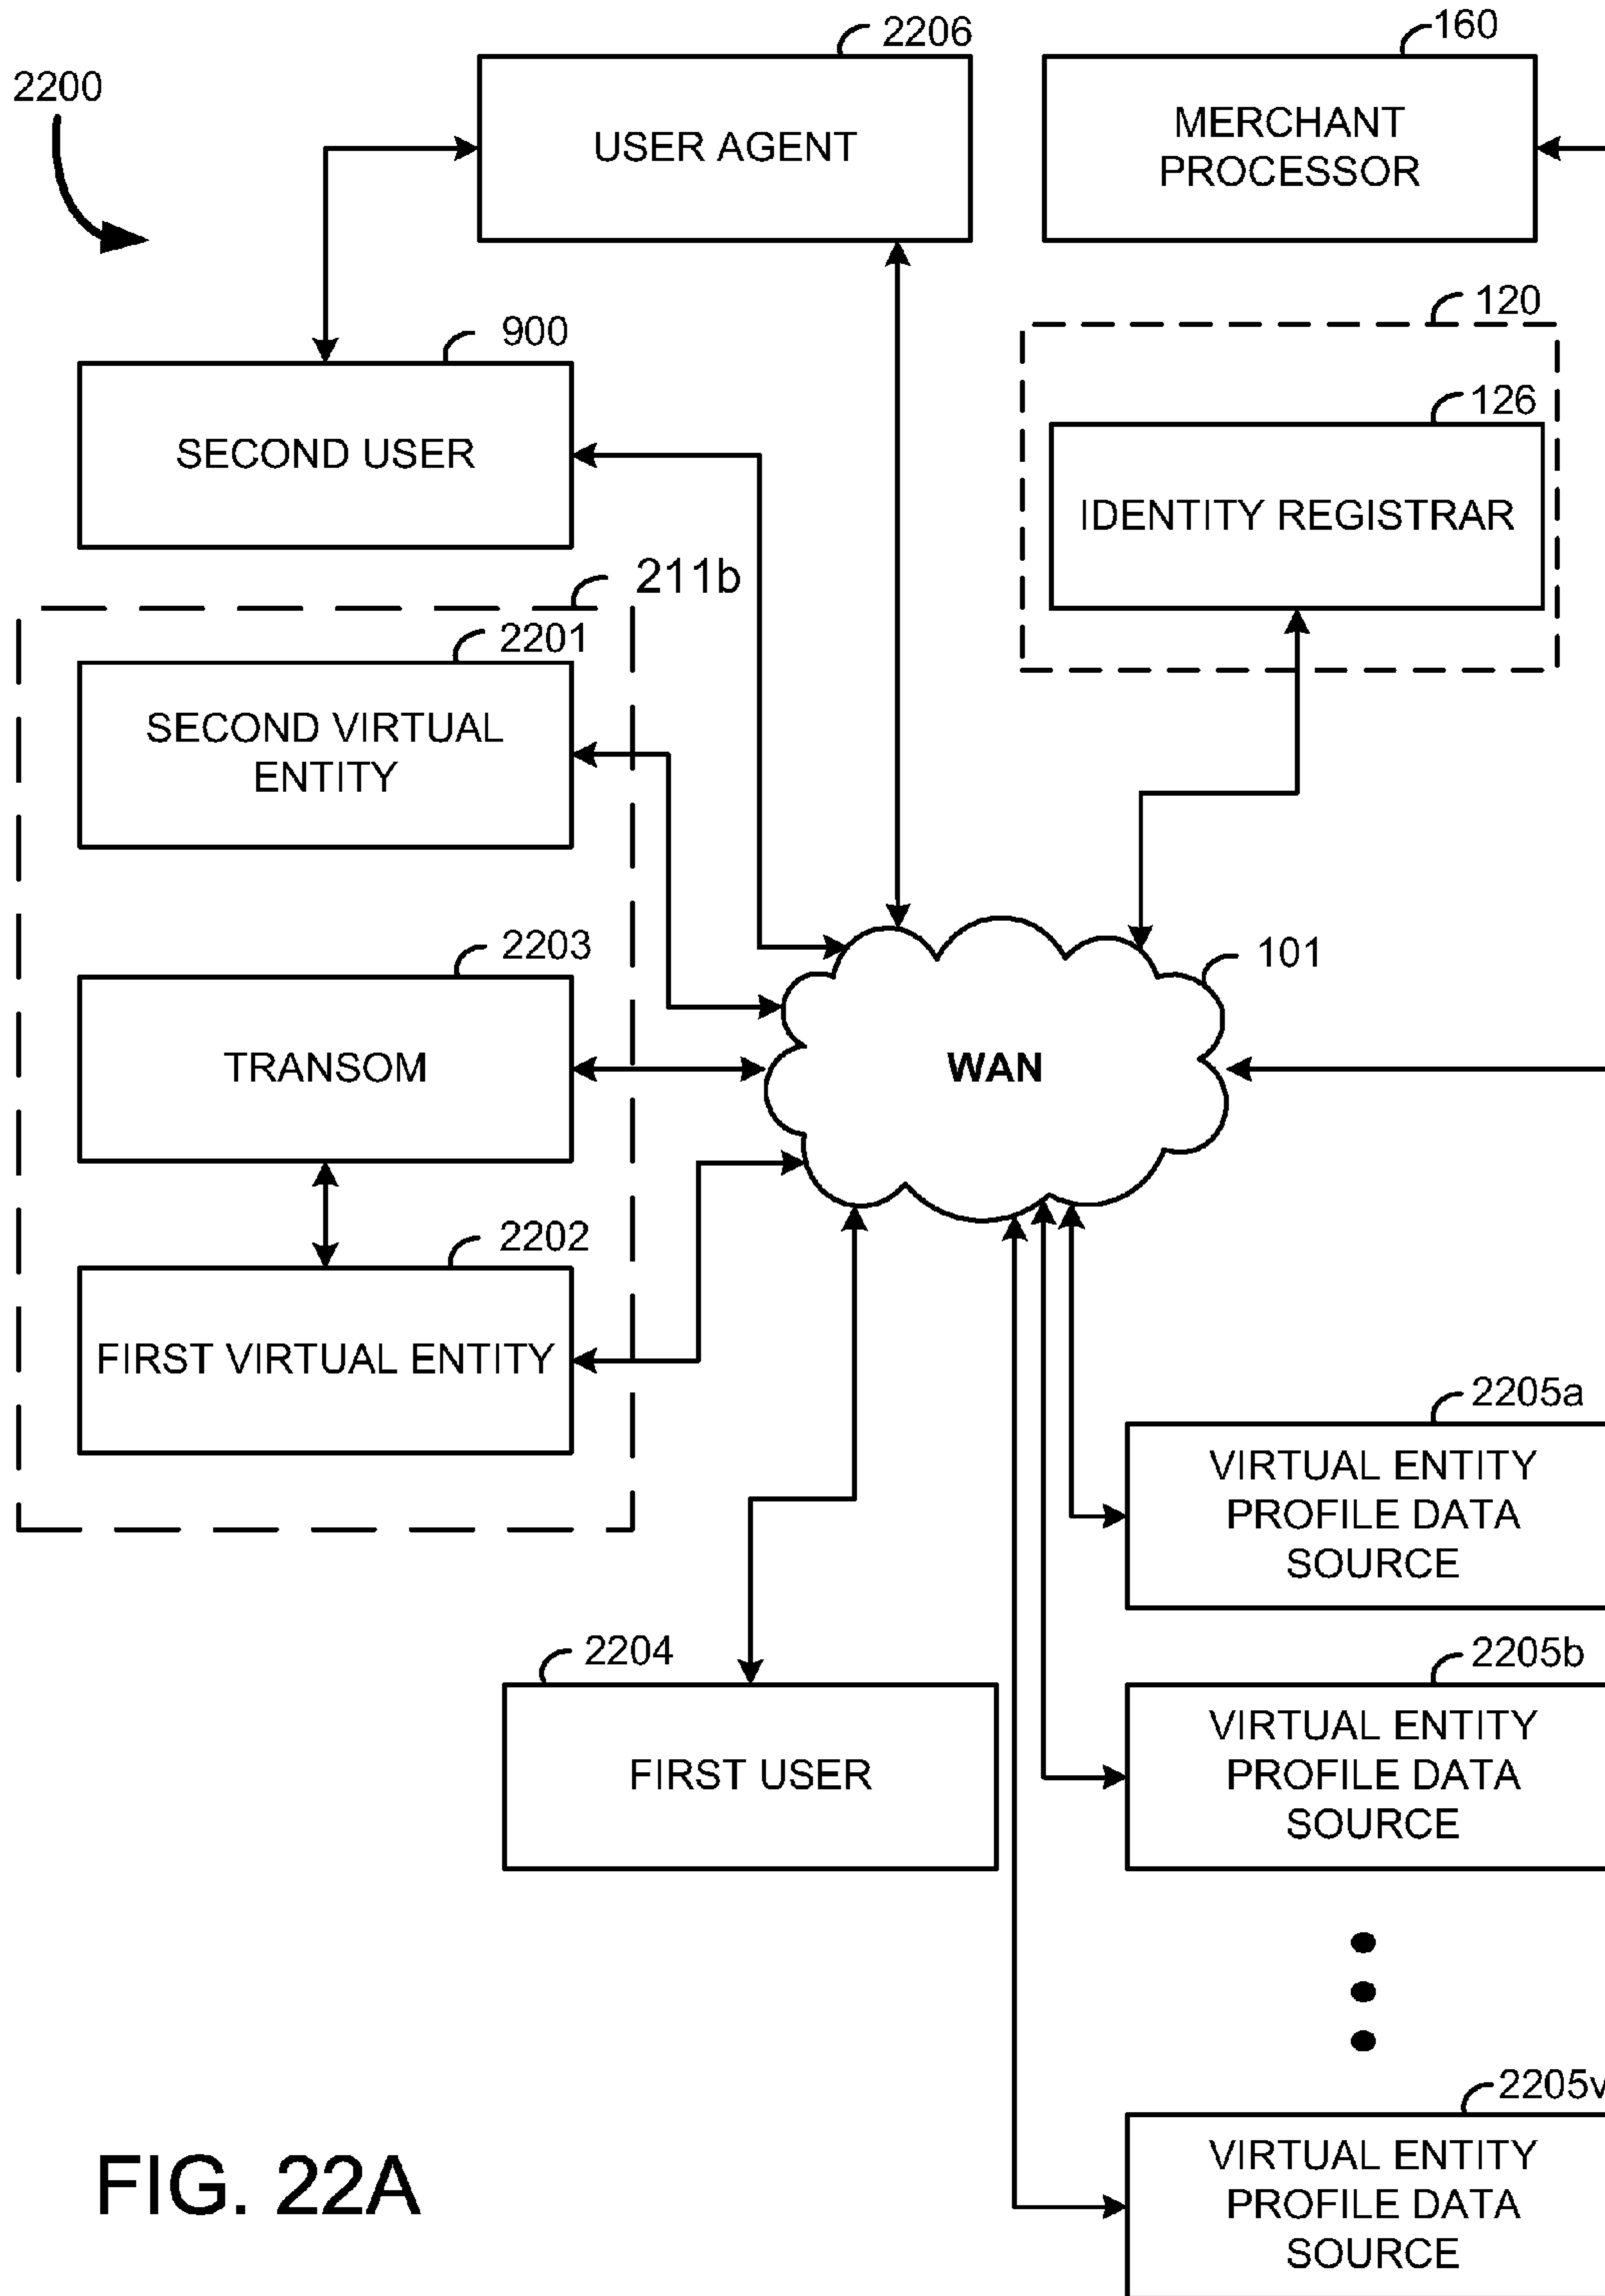 2200
2206
USER AGENT
160
MERCHANT
PROCESSOR
900
SECOND USER
120
126
IDENTITY REGISTRAR
211b
2201
SECOND VIRTUAL
ENTITY
2203
TRANSOM
101
WAN
2202
FIRST VIRTUAL ENTITY
2204
FIRST USER
2205a
VIRTUAL ENTITY
PROFILE DATA
SOURCE
2205b
VIRTUAL ENTITY
PROFILE DATA
SOURCE
2205v
VIRTUAL ENTITY
PROFILE DATA
SOURCE
FIG. 22A